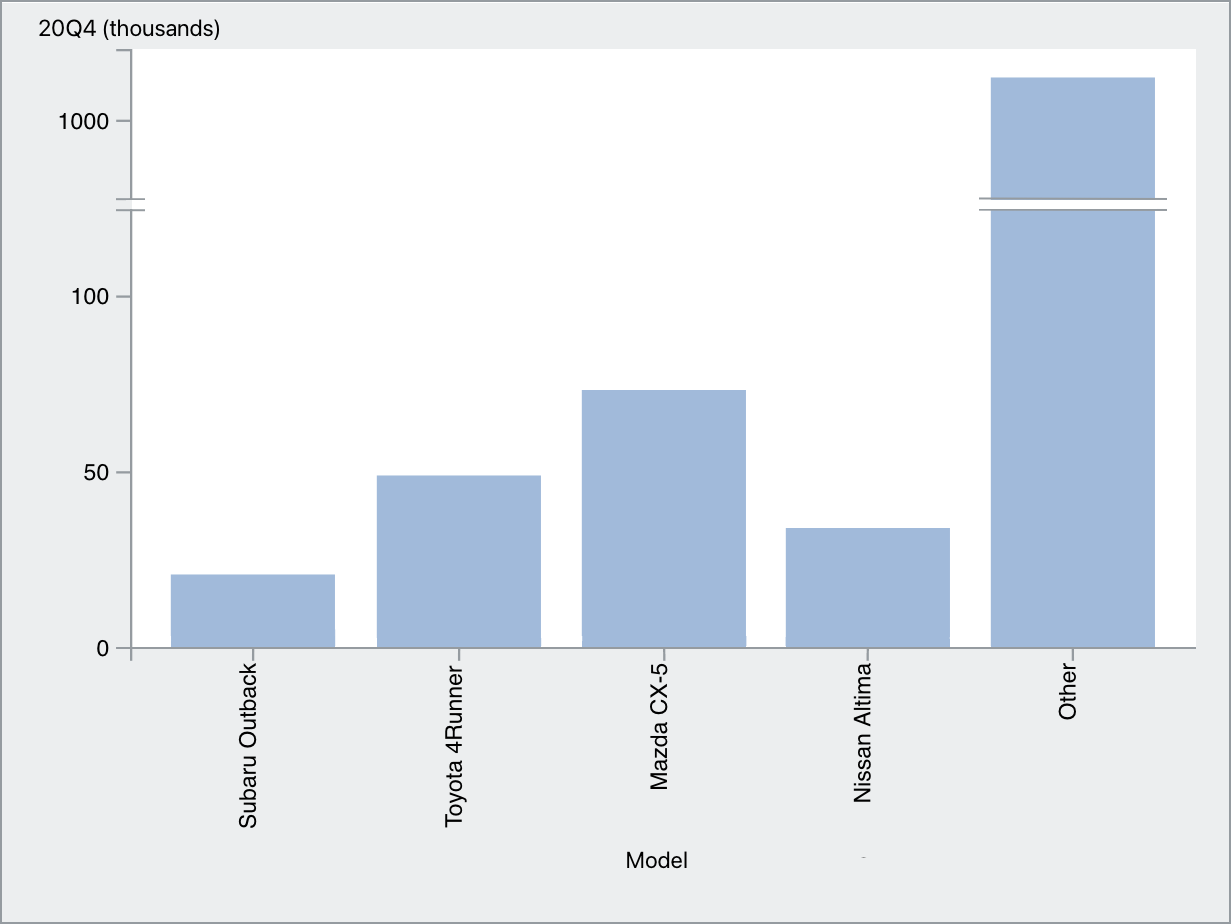 20Q4 (thousands)
1000
100
50
0
Subaru Outback
Toyota 4Runner
Mazda CX-5
Nissan Altima
Other
Model